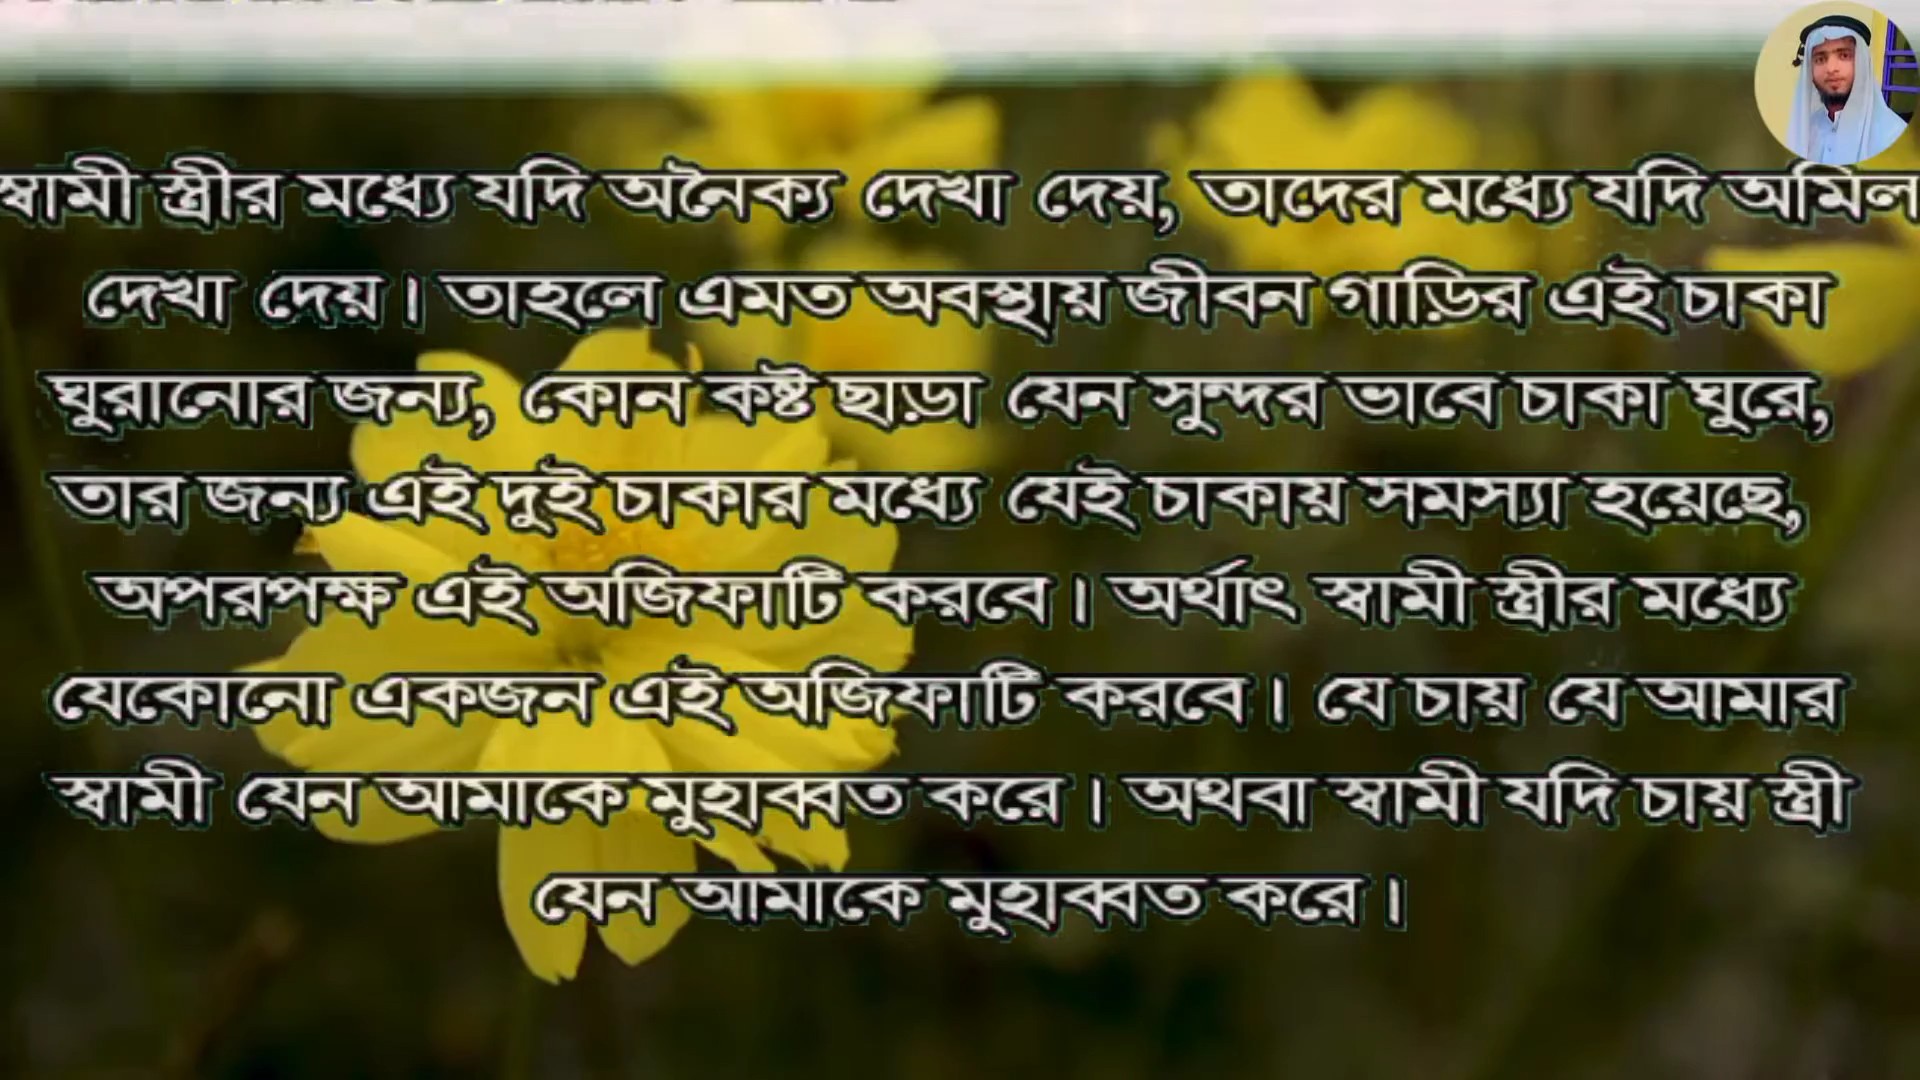 স্বামী স্ত্রীর মধ্যে যদি অনৈক্য দেখা দেয়, তাদের মধ্যে যদি অমিল
দেখা দেয়। তাহলে এমত অবস্থায় জীবন গাড়ির এই চাকা
ঘুরানোর জন্য, কোন কষ্ট ছাড়া যেন সুন্দর ভাবে চাকা ঘুরে,
তার জন্য এই দুই চাকার মধ্যে যেই চাকায় সমস্যা হয়েছে,
অপরপক্ষ এই অজিফাটি করবে। অর্থাৎ স্বামী স্ত্রীর মধ্যে
যেকোনো একজন এই অজিফাটি করবে। যে চায় যে আমার
স্বামী যেন আমাকে মুহাব্বত করে। অথবা স্বামী যদি চায় স্ত্রী
যেন আমাকে মুহাব্বত করে।